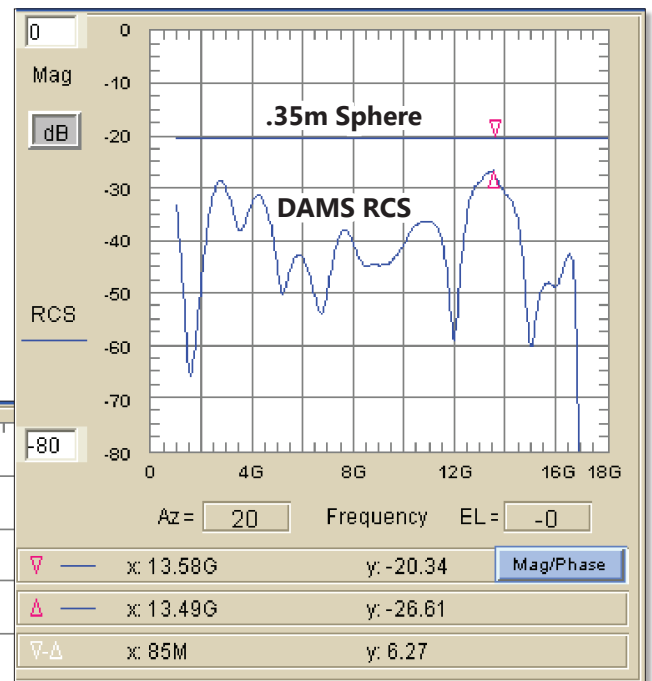 0
Mag
dB
RCS
-80
0
-10
-20
-30
-40
-50
-60
-70
-80
.35m Sphere
DAMS RCS
0 4G 8G 12G 16G 18G
Az= 20 Frequency EL= -0
x: 13.58G y: -20.34 Mag/Phase
x: 13.49G y: -26.61
∇-Δ x: 85M y: 6.27